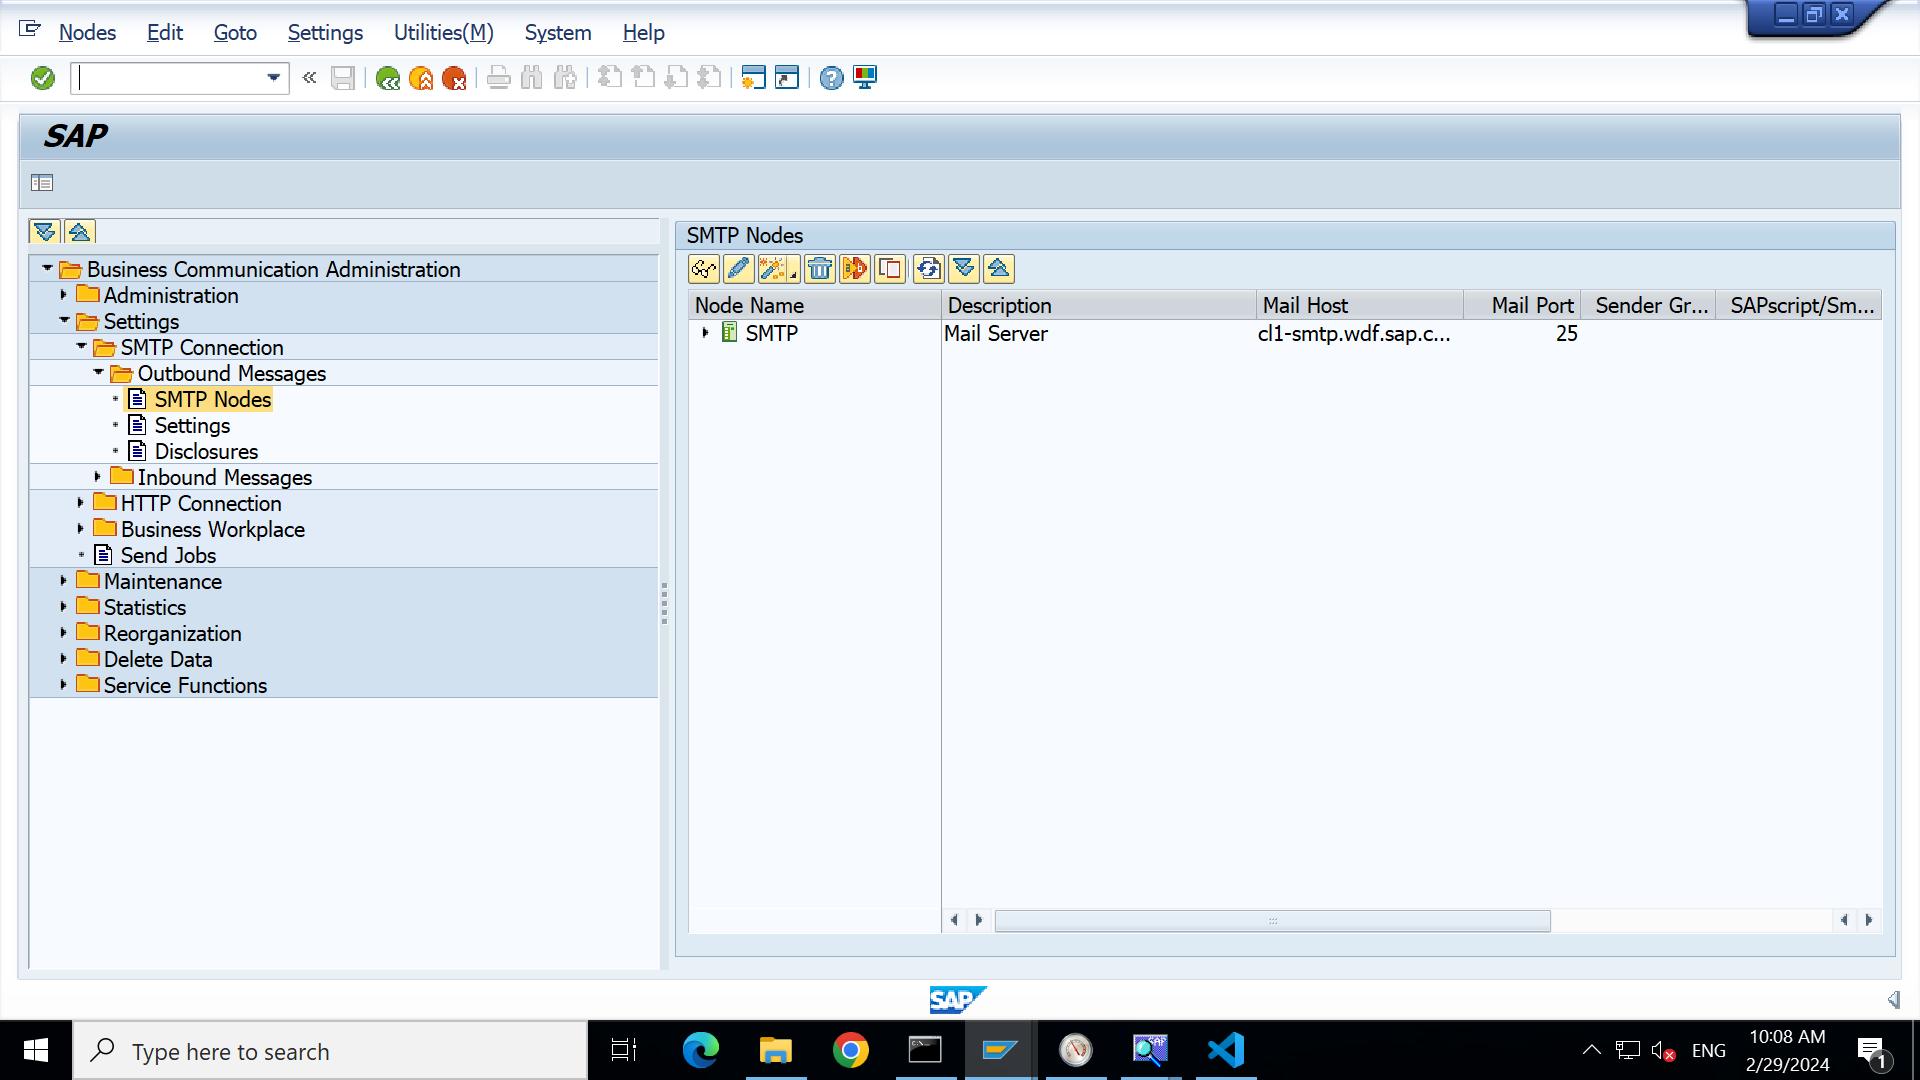 Nodes Edit Goto Settings Utilities(M) System Help
SAP
SMTP Nodes
Business Communication Administration
Administration
Settings
SMTP Connection
Outbound Messages
SMTP Nodes
Settings
Disclosures
Inbound Messages
HTTP Connection
Business Workplace
Send Jobs
Maintenance
Statistics
Reorganization
Delete Data
Service Functions
Node Name Description Mail Host Mail Port Sender Gr... SAPscript/Sm...
SMTP Mail Server cl1-smtp.wdf.sap.c... 25
SAP
Type here to search
ENG
10:08 AM
2/29/2024
1